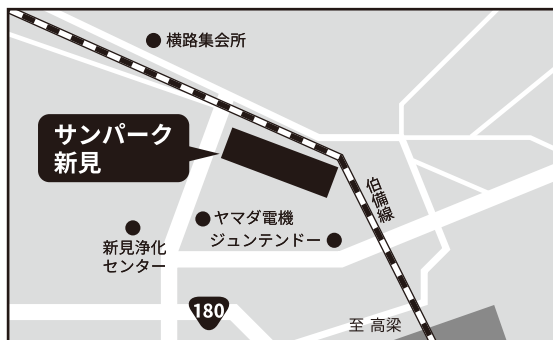 横路集会所
サンパーク
新見
伯備線
ヤマダ電機
ジュンテンドー
新見浄化
センター
180
至 高梁